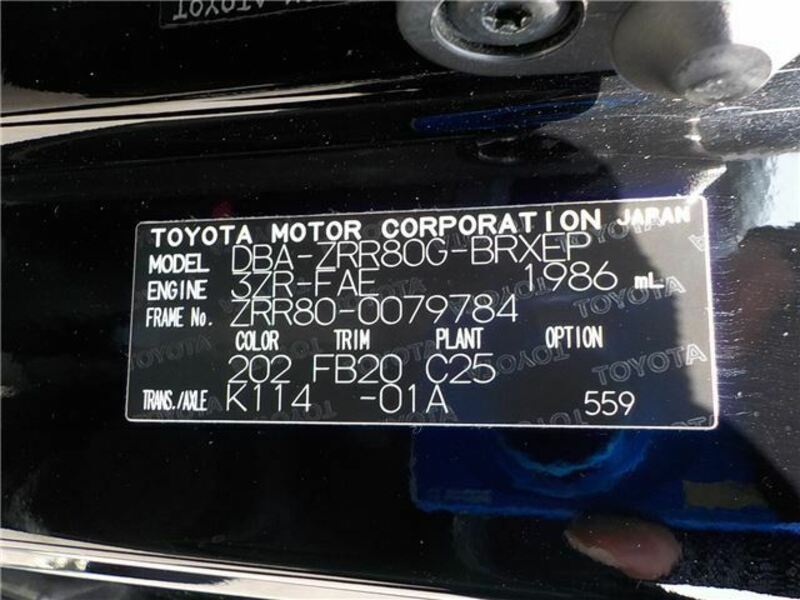 TOYOTA MOTOR CORPORATION JAPAN
MODEL DBA-ZRR80G-BRXEP
ENGINE 3ZR-FAE 1986 mL
FRAME No. ZRR80-0079784
COLOR TRIM PLANT OPTION
202 FB20 C25
TRANS./AXLE K114 -01A 559